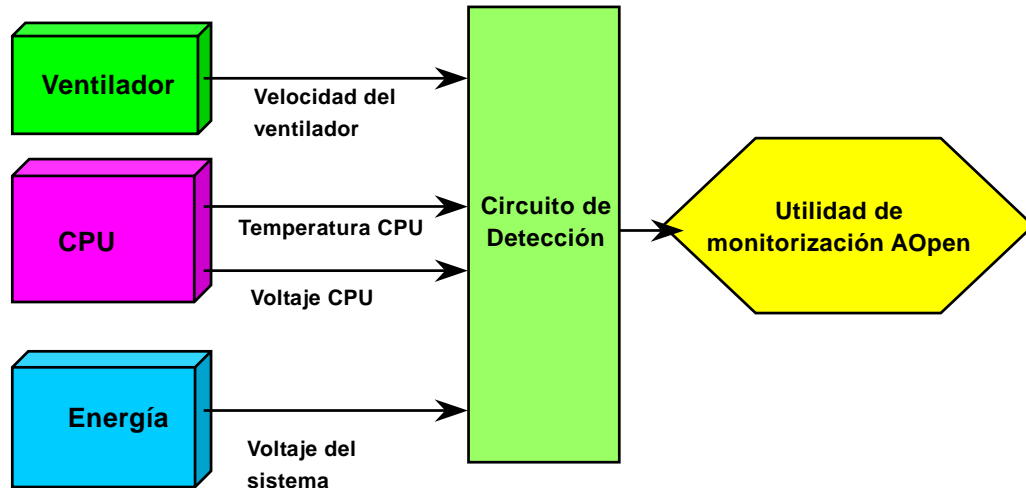 Ventilador
Velocidad del
ventilador
CPU
Temperatura CPU
Voltaje CPU
Energía
Voltaje del
sistema
Circuito de
Detección
Utilidad de
monitorización AOpen